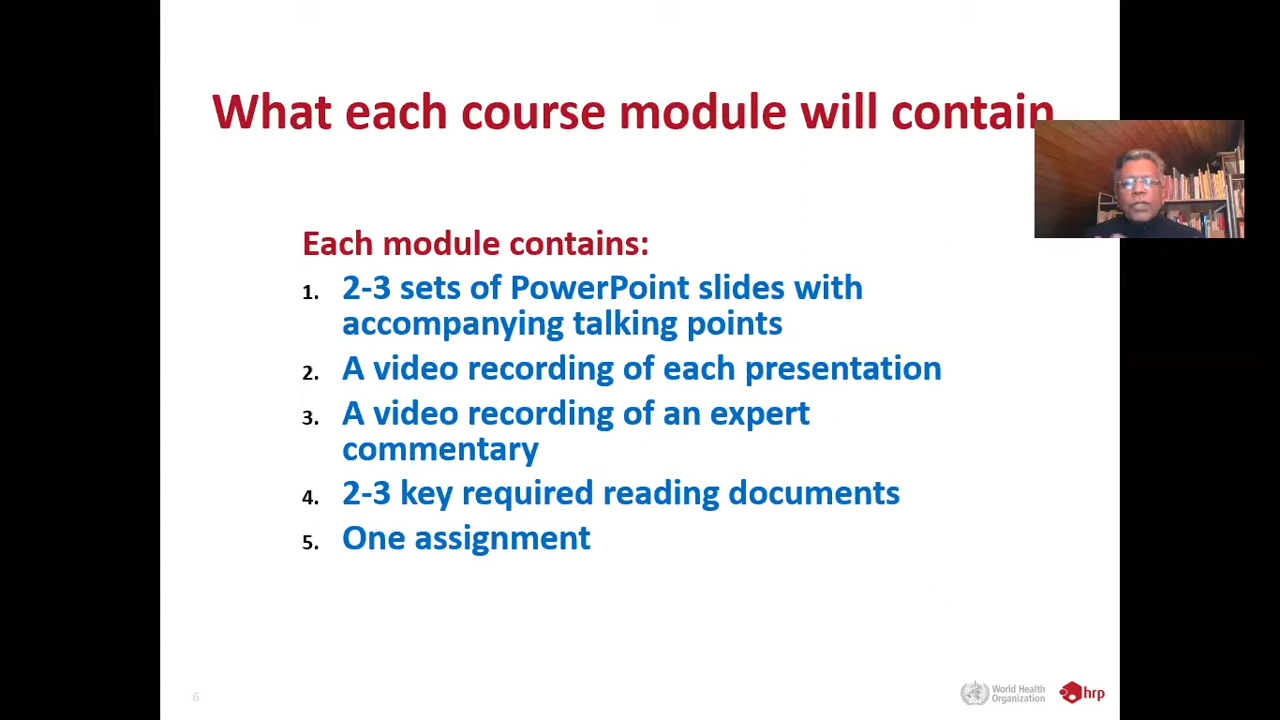 What each course module will contain
Each module contains:
1. 2-3 sets of PowerPoint slides with
accompanying talking points
2. A video recording of each presentation
3. A video recording of an expert
commentary
4. 2-3 key required reading documents
5. One assignment
6
World Health
Organization
hrp